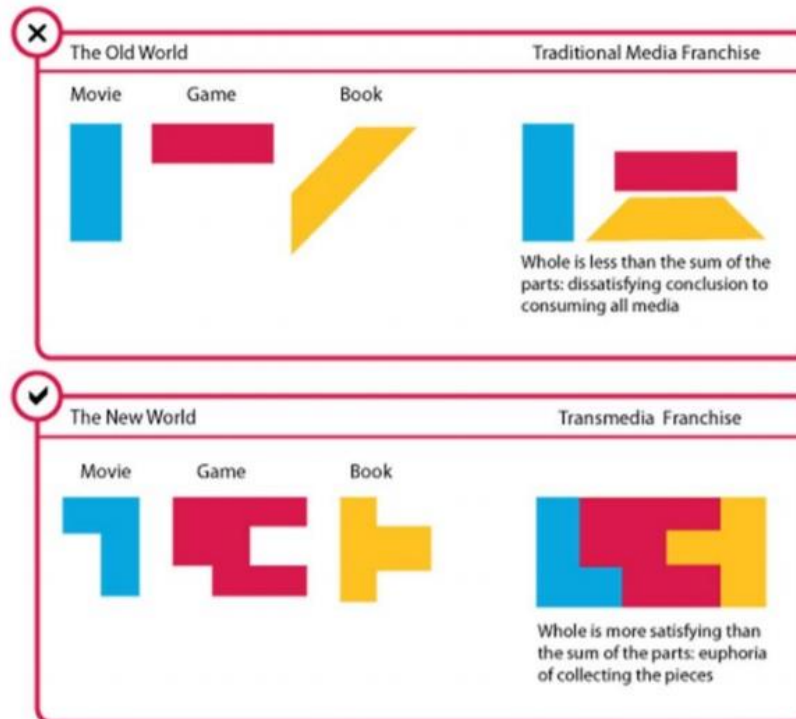 The Old World
Traditional Media Franchise
Movie
Game
Book
Whole is less than the sum of the
parts: dissatisfying conclusion to
consuming all media
The New World
Transmedia Franchise
Movie
Game
Book
Whole is more satisfying than
the sum of the parts: euphoria
of collecting the pieces